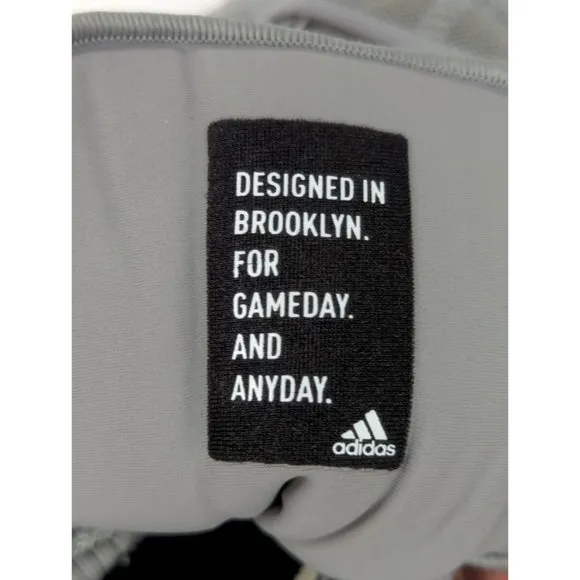 DESIGNED IN
BROOKLYN.
FOR
GAMEDAY.
AND
ANYDAY.
adidas